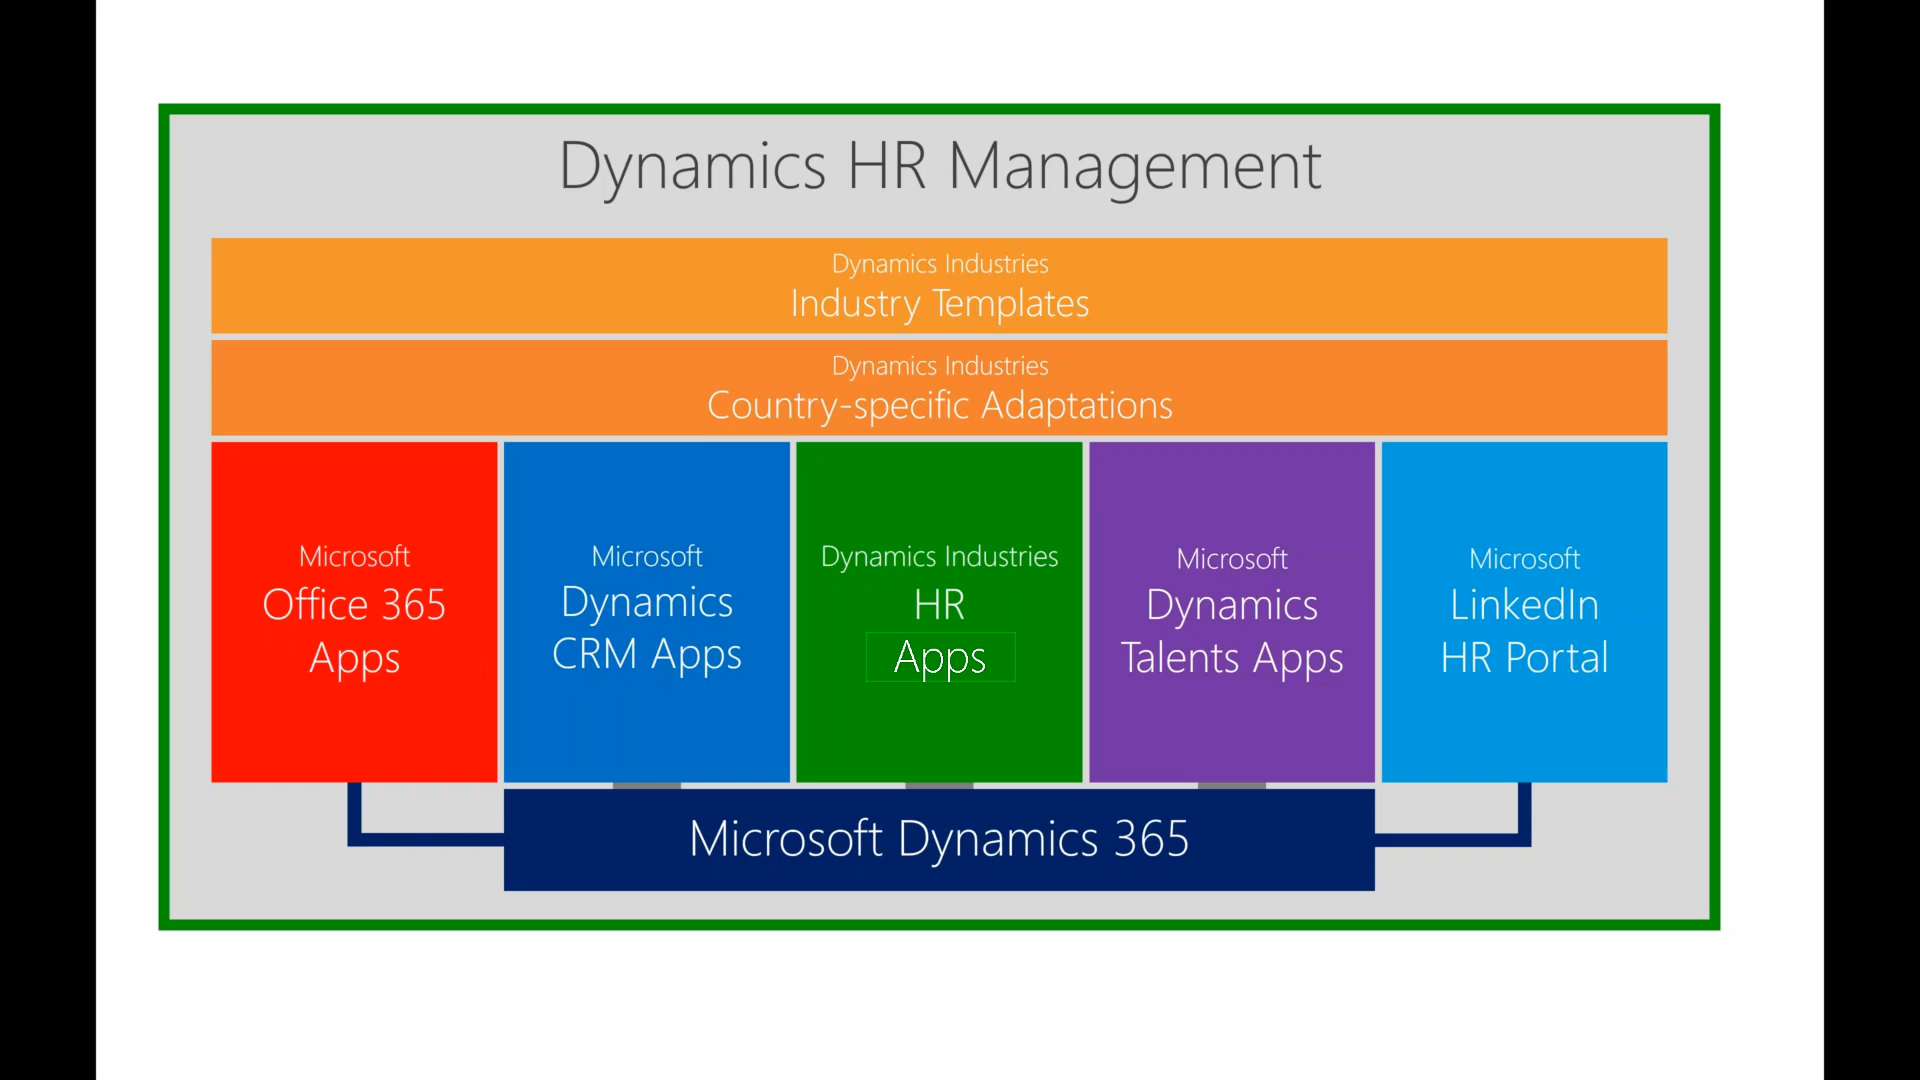 Dynamics HR Management
Dynamics Industries
Industry Templates
Dynamics Industries
Country-specific Adaptations
Microsoft
Office 365
Apps
Microsoft
Dynamics
CRM Apps
Dynamics Industries
HR
Apps
Microsoft
Dynamics
Talents Apps
Microsoft
LinkedIn
HR Portal
Microsoft Dynamics 365